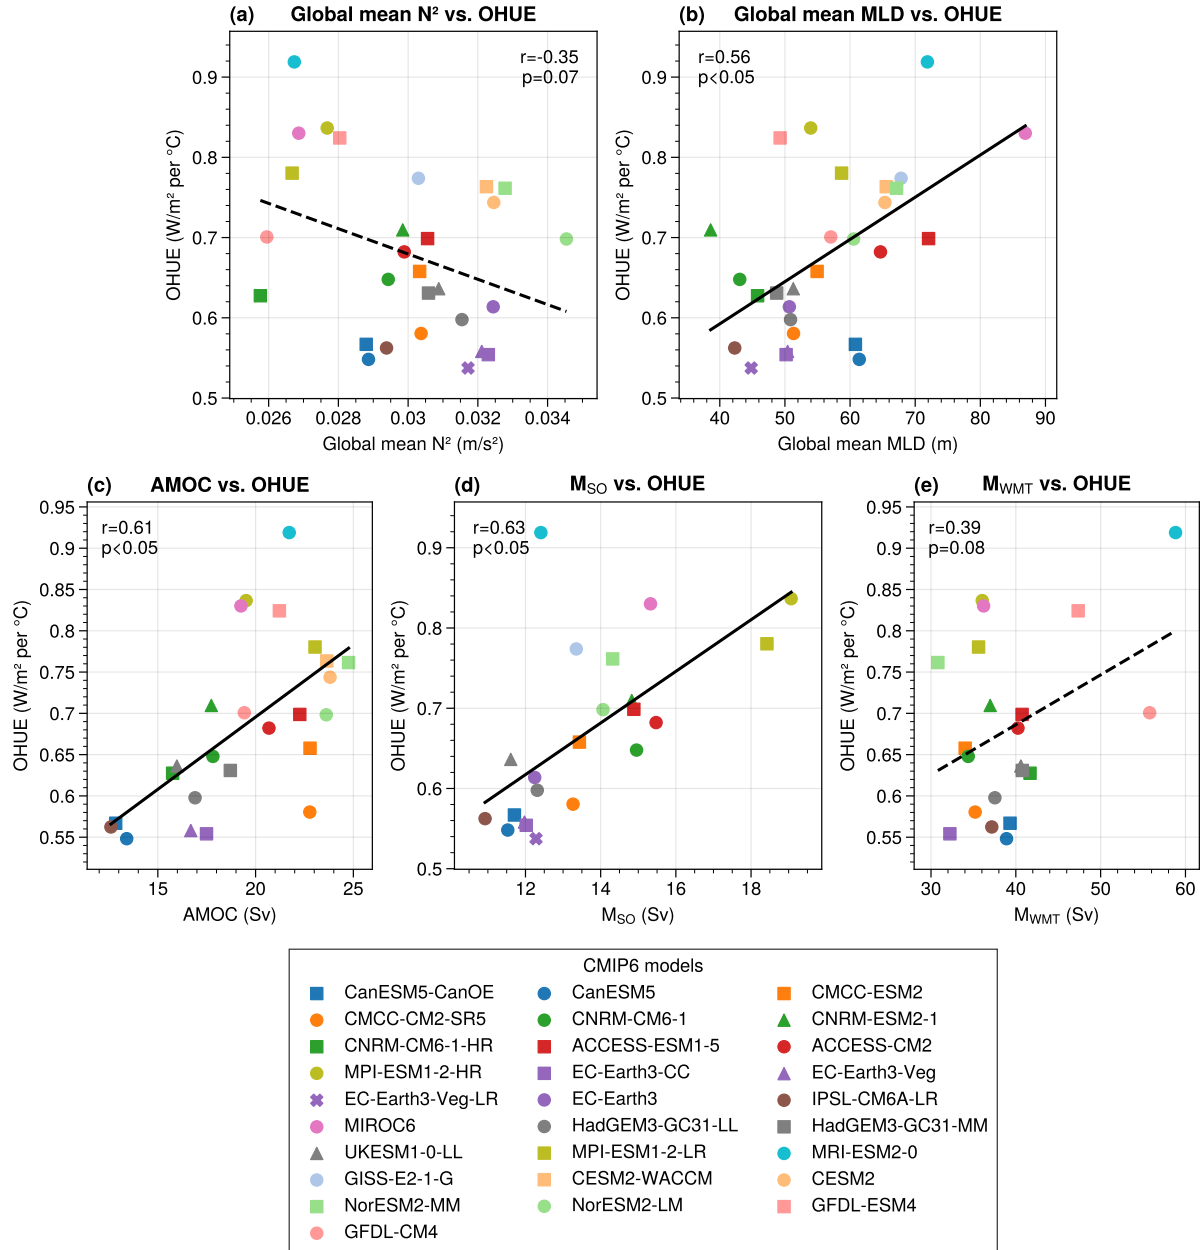 (a) Global mean N² vs. OHUE
r=-0.35
p=0.07
0.9
0.8
0.7
0.6
0.5
OHUE (W/m² per °C)
0.026 0.028 0.03 0.032 0.034
Global mean N² (m/s²)
(b) Global mean MLD vs. OHUE
r=0.56
p<0.05
0.9
0.8
0.7
0.6
0.5
OHUE (W/m² per °C)
40 50 60 70 80 90
Global mean MLD (m)
(c) AMOC vs. OHUE
r=0.61
p<0.05
0.95
0.9
0.85
0.8
0.75
0.7
0.65
0.6
0.55
OHUE (W/m² per °C)
15 20 25
AMOC (Sv)
(d) M_SO vs. OHUE
r=0.63
p<0.05
0.9
0.8
0.7
0.6
0.5
OHUE (W/m² per °C)
12 14 16 18
M_SO (Sv)
(e) M_WMT vs. OHUE
r=0.39
p=0.08
0.95
0.9
0.85
0.8
0.75
0.7
0.65
0.6
0.55
OHUE (W/m² per °C)
30 40 50 60
M_WMT (Sv)
CMIP6 models
CanESM5-CanOE CanESM5 CMCC-ESM2
CMCC-CM2-SR5 CNRM-CM6-1 CNRM-ESM2-1
CNRM-CM6-1-HR ACCESS-ESM1-5 ACCESS-CM2
MPI-ESM1-2-HR EC-Earth3-CC EC-Earth3-Veg
EC-Earth3-Veg-LR EC-Earth3 IPSL-CM6A-LR
MIROC6 HadGEM3-GC31-LL HadGEM3-GC31-MM
UKESM1-0-LL MPI-ESM1-2-LR MRI-ESM2-0
GISS-E2-1-G CESM2-WACCM CESM2
NorESM2-MM NorESM2-LM GFDL-ESM4
GFDL-CM4